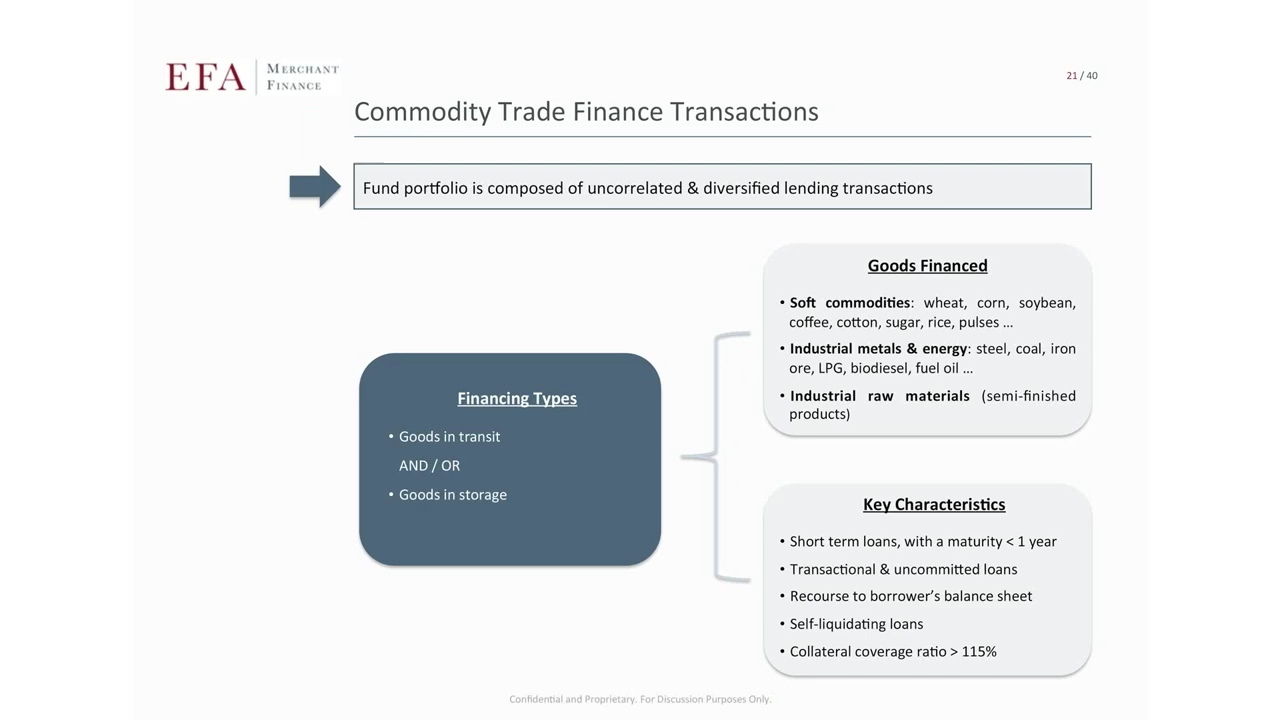 EFA
MERCHANT
FINANCE
21 / 40
Commodity Trade Finance Transactions
Fund portfolio is composed of uncorrelated & diversified lending transactions
Financing Types
• Goods in transit
AND / OR
• Goods in storage
Goods Financed
• Soft commodities: wheat, corn, soybean,
coffee, cotton, sugar, rice, pulses ...
• Industrial metals & energy: steel, coal, iron
ore, LPG, biodiesel, fuel oil ...
• Industrial raw materials (semi-finished
products)
Key Characteristics
• Short term loans, with a maturity < 1 year
• Transactional & uncommitted loans
• Recourse to borrower's balance sheet
• Self-liquidating loans
• Collateral coverage ratio > 115%
Confidential and Proprietary. For Discussion Purposes Only.